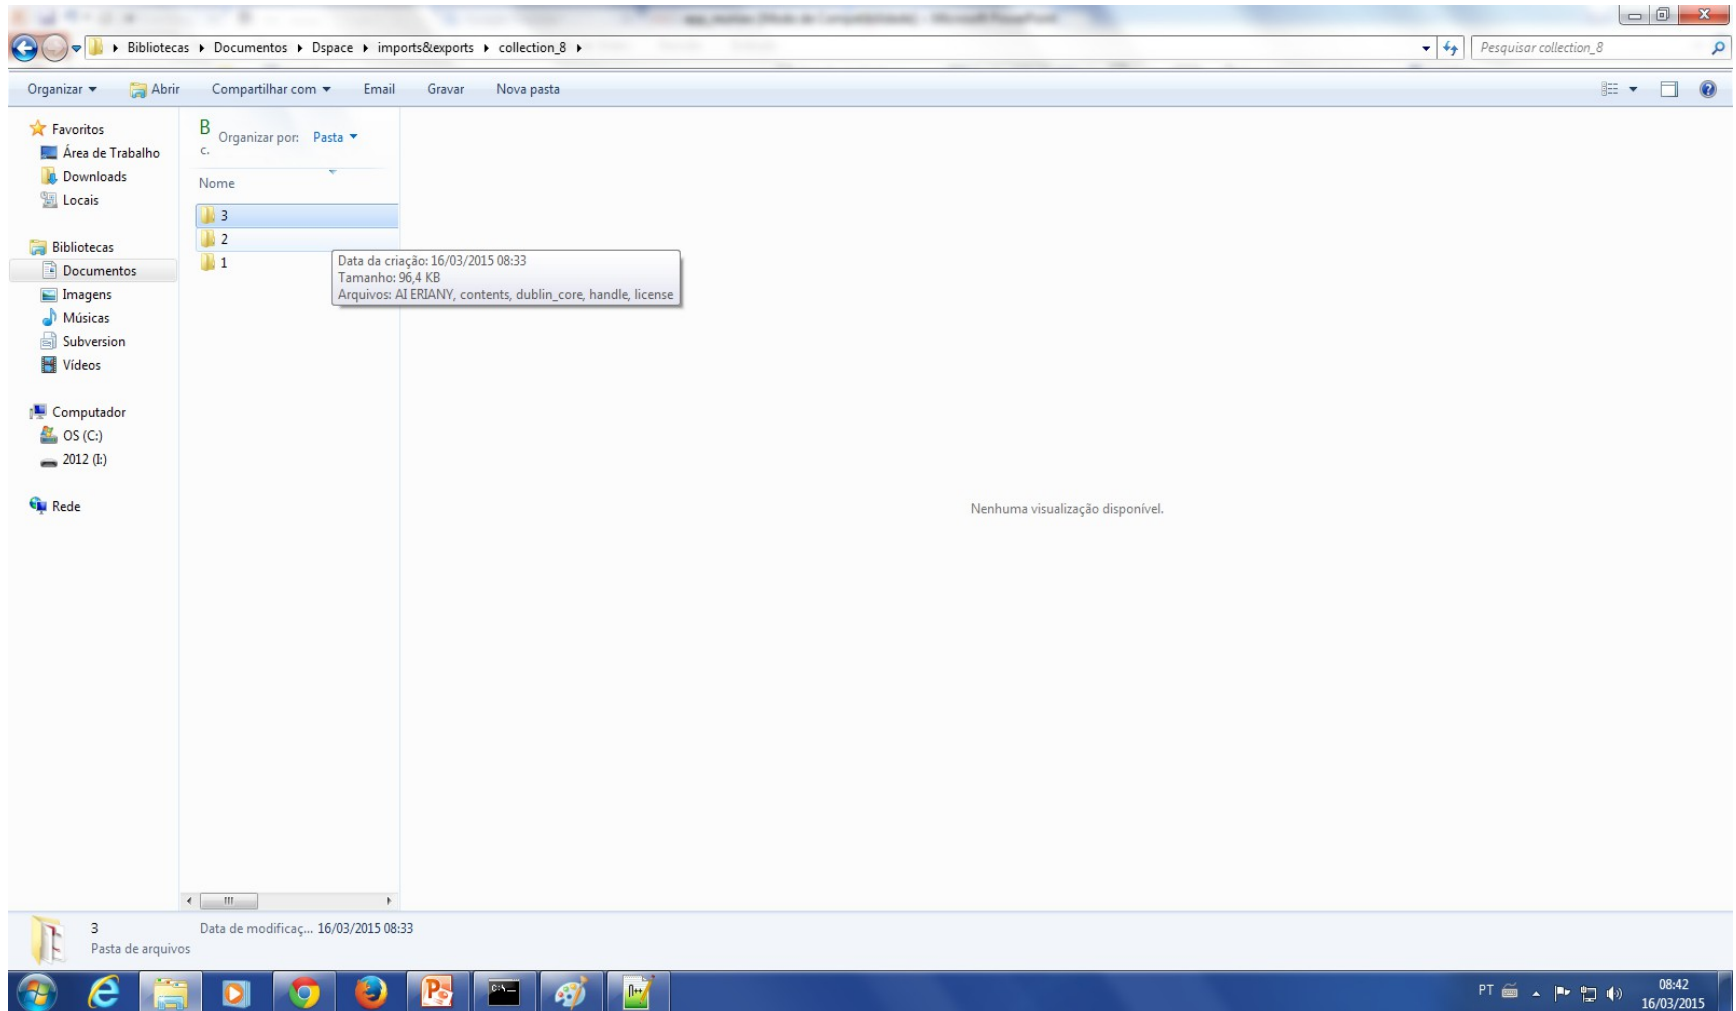 Bibliotecas ▸ Documentos ▸ Dspace ▸ imports&exports ▸ collection_8 ▸
Pesquisar collection_8
Organizar Abrir Compartilhar com Email Gravar Nova pasta
Favoritos
Área de Trabalho
Downloads
Locais
Bibliotecas
Documentos
Imagens
Músicas
Subversion
Vídeos
Computador
OS (C:)
2012 (I:)
Rede
B
c.
Organizar por: Pasta
Nome
3
2
1
Data da criação: 16/03/2015 08:33
Tamanho: 96,4 KB
Arquivos: AI ERIANY, contents, dublin_core, handle, license
Nenhuma visualização disponível.
3
Data de modificaç... 16/03/2015 08:33
Pasta de arquivos
PT
08:42
16/03/2015